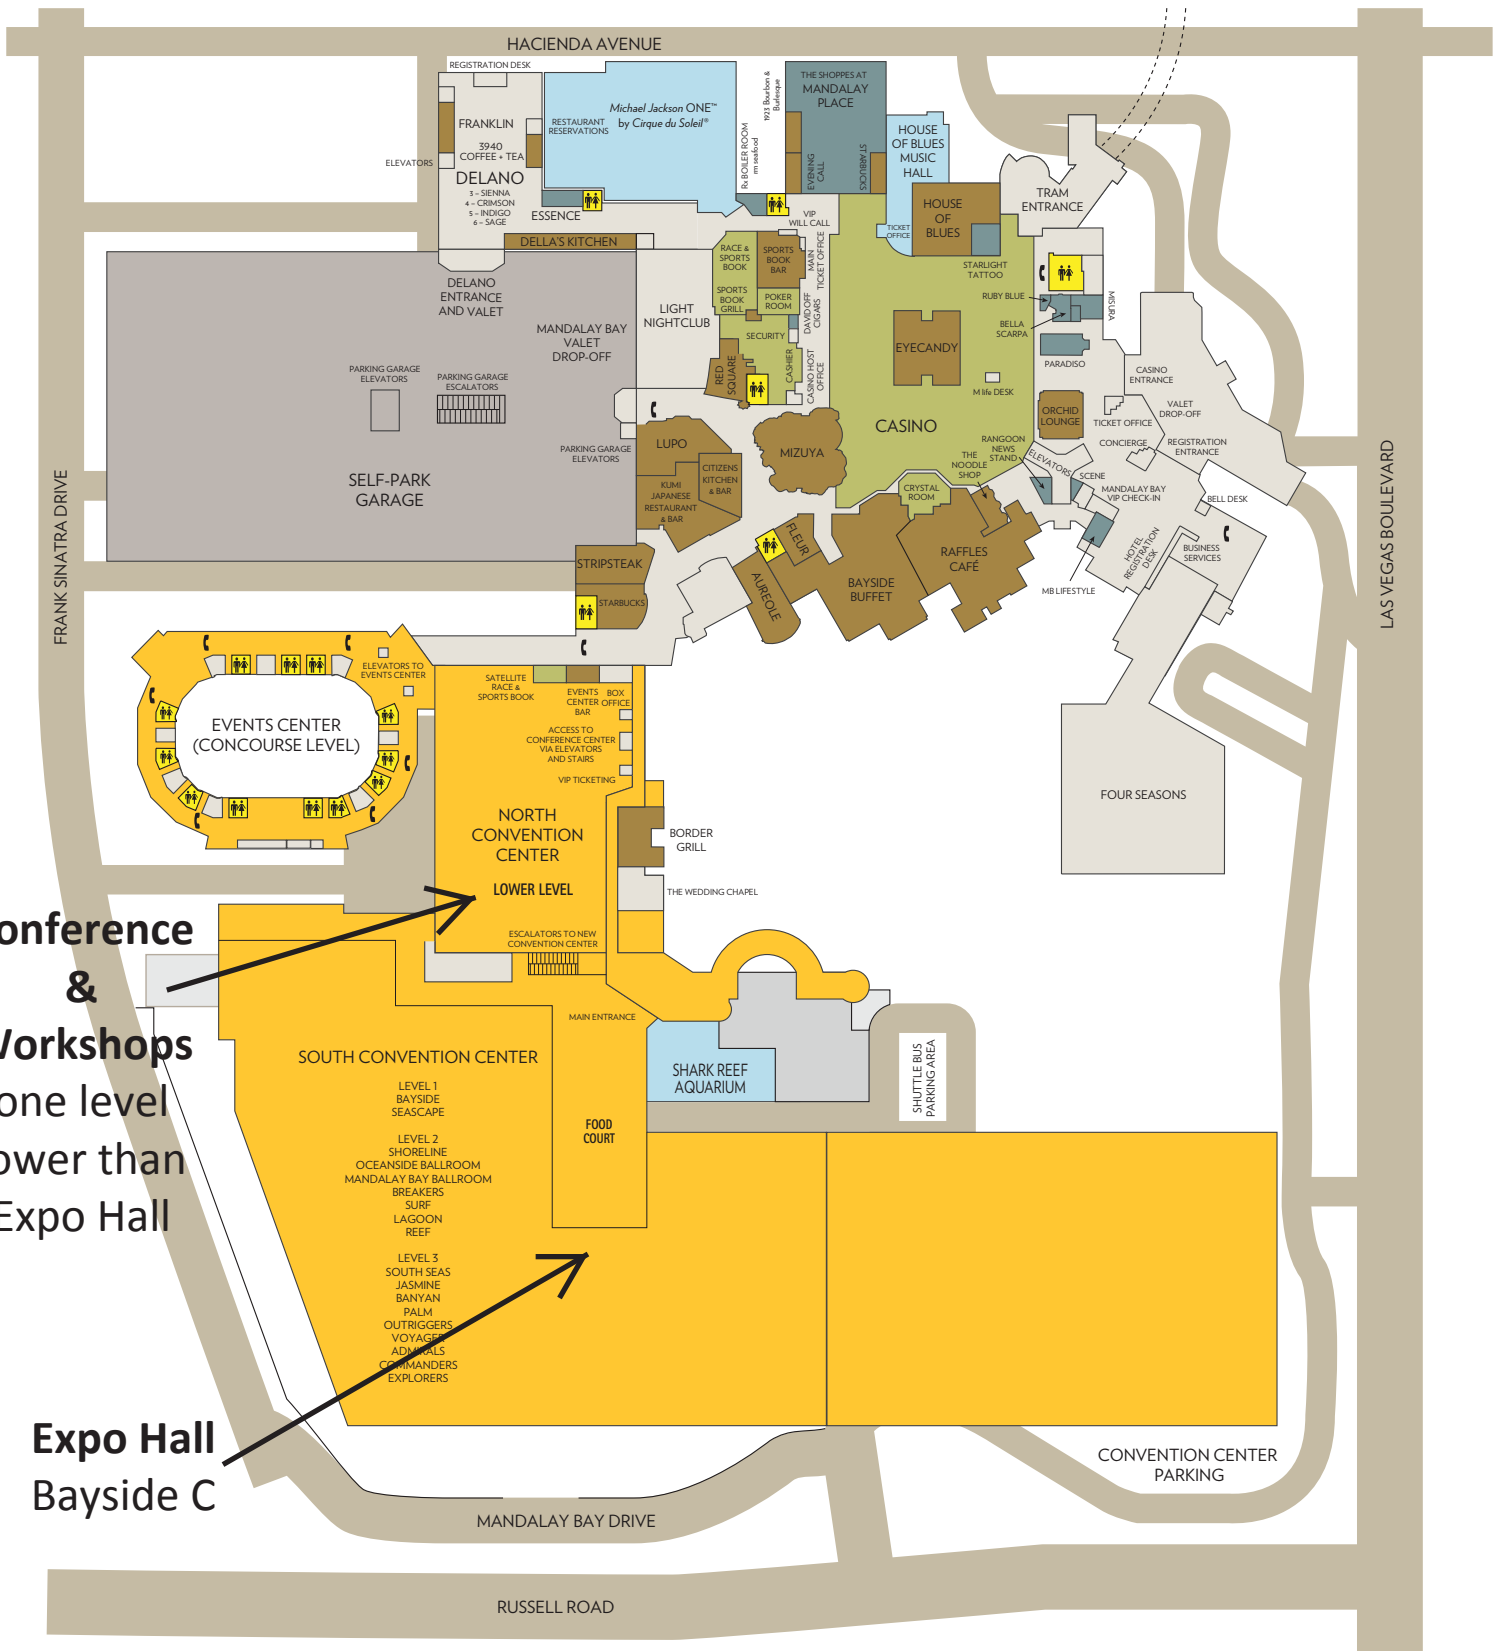 HACIENDA AVENUE
REGISTRATION DESK
FRANKLIN
3940
COFFEE + TEA
ELEVATORS
DELANO
3 – SIENNA
4 – CRIMSON
5 – INDIGO
6 – SAGE
RESTAURANT
RESERVATIONS
Michael Jackson ONE™
by Cirque du Soleil®
ESSENCE
DELLA'S KITCHEN
Rx BOILER ROOM
rm seafood
1923 Bourbon &
Burlesque
THE SHOPPES AT
MANDALAY
PLACE
EVENING
CALL
STARBUCKS
HOUSE
OF BLUES
MUSIC
HALL
HOUSE
OF
BLUES
TICKET
OFFICE
STARLIGHT
TATTOO
TRAM
ENTRANCE
VIP
WILL CALL
MAIN
TICKET OFFICE
RACE &
SPORTS
BOOK
SPORTS
BOOK
BAR
SPORTS
BOOK
GRILL
POKER
ROOM
DAVIDOFF
CIGARS
SECURITY
CASHIER
CASINO HOST
OFFICE
RED
SQUARE
LIGHT
NIGHTCLUB
DELANO
ENTRANCE
AND VALET
MANDALAY BAY
VALET
DROP-OFF
PARKING GARAGE
ELEVATORS
PARKING GARAGE
ESCALATORS
PARKING GARAGE
ELEVATORS
SELF-PARK
GARAGE
RUBY BLUE
BELLA
SCARPA
MISURA
PARADISO
EYECANDY
M life DESK
CASINO
ORCHID
LOUNGE
CASINO
ENTRANCE
VALET
DROP-OFF
TICKET OFFICE
CONCIERGE
REGISTRATION
ENTRANCE
RANGOON
NEWS
STAND
THE
NOODLE
SHOP
ELEVATORS
SCENE
MANDALAY BAY
VIP CHECK-IN
BELL DESK
HOTEL
REGISTRATION
DESK
BUSINESS
SERVICES
MB LIFESTYLE
LUPO
CITIZENS
KITCHEN
& BAR
KUMI
JAPANESE
RESTAURANT
& BAR
MIZUYA
CRYSTAL
ROOM
RAFFLES
CAFÉ
BAYSIDE
BUFFET
FLEUR
AUREOLE
STRIPSTEAK
STARBUCKS
FRANK SINATRA DRIVE
LAS VEGAS BOULEVARD
ELEVATORS TO
EVENTS CENTER
EVENTS CENTER
(CONCOURSE LEVEL)
SATELLITE
RACE &
SPORTS BOOK
EVENTS
CENTER
BAR
BOX
OFFICE
ACCESS TO
CONFERENCE CENTER
VIA ELEVATORS
AND STAIRS
VIP TICKETING
NORTH
CONVENTION
CENTER
LOWER LEVEL
BORDER
GRILL
THE WEDDING CHAPEL
ESCALATORS TO NEW
CONVENTION CENTER
FOUR SEASONS
onference
&
Workshops
one level
ower than
Expo Hall
MAIN ENTRANCE
SOUTH CONVENTION CENTER
LEVEL 1
BAYSIDE
SEASCAPE
LEVEL 2
SHORELINE
OCEANSIDE BALLROOM
MANDALAY BAY BALLROOM
BREAKERS
SURF
LAGOON
REEF
LEVEL 3
SOUTH SEAS
JASMINE
BANYAN
PALM
OUTRIGGERS
VOYAGER
ADMIRALS
COMMANDERS
EXPLORERS
FOOD
COURT
SHARK REEF
AQUARIUM
SHUTTLE BUS
PARKING AREA
Expo Hall
Bayside C
CONVENTION CENTER
PARKING
MANDALAY BAY DRIVE
RUSSELL ROAD